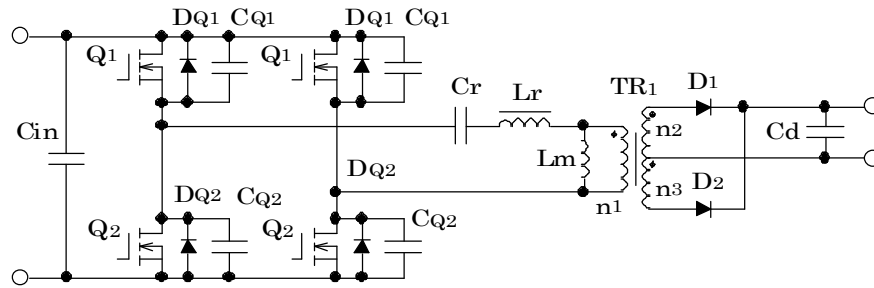 DQ1 CQ1 DQ1 CQ1
Q1 Q1
Cr Lr TR1 D1
n2
Cin Lm Cd
DQ2
n3 D2
DQ2 CQ2 n1
CQ2
Q2 Q2